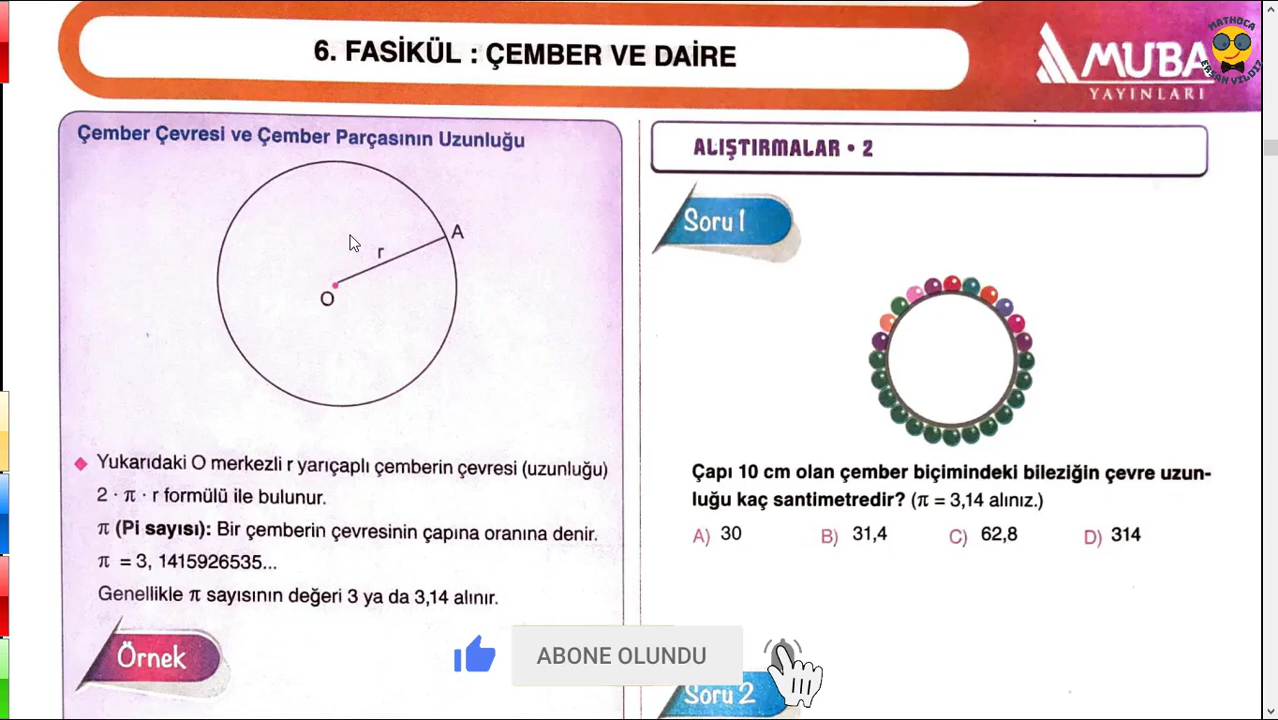 6. FASİKÜL : ÇEMBER VE DAİRE
MUBA
YAYINLARI
MATHOCA
ERSAN YILDIZ
Çember Çevresi ve Çember Parçasının Uzunluğu
A
r
O
Yukarıdaki O merkezli r yarıçaplı çemberin çevresi (uzunluğu)
2 · π · r formülü ile bulunur.
π (Pi sayısı): Bir çemberin çevresinin çapına oranına denir.
π = 3, 1415926535...
Genellikle π sayısının değeri 3 ya da 3,14 alınır.
Örnek
ALIŞTIRMALAR • 2
Soru 1
Çapı 10 cm olan çember biçimindeki bileziğin çevre uzun-
luğu kaç santimetredir? (π = 3,14 alınız.)
A) 30 B) 31,4 C) 62,8 D) 314
ABONE OLUNDU
Soru 2